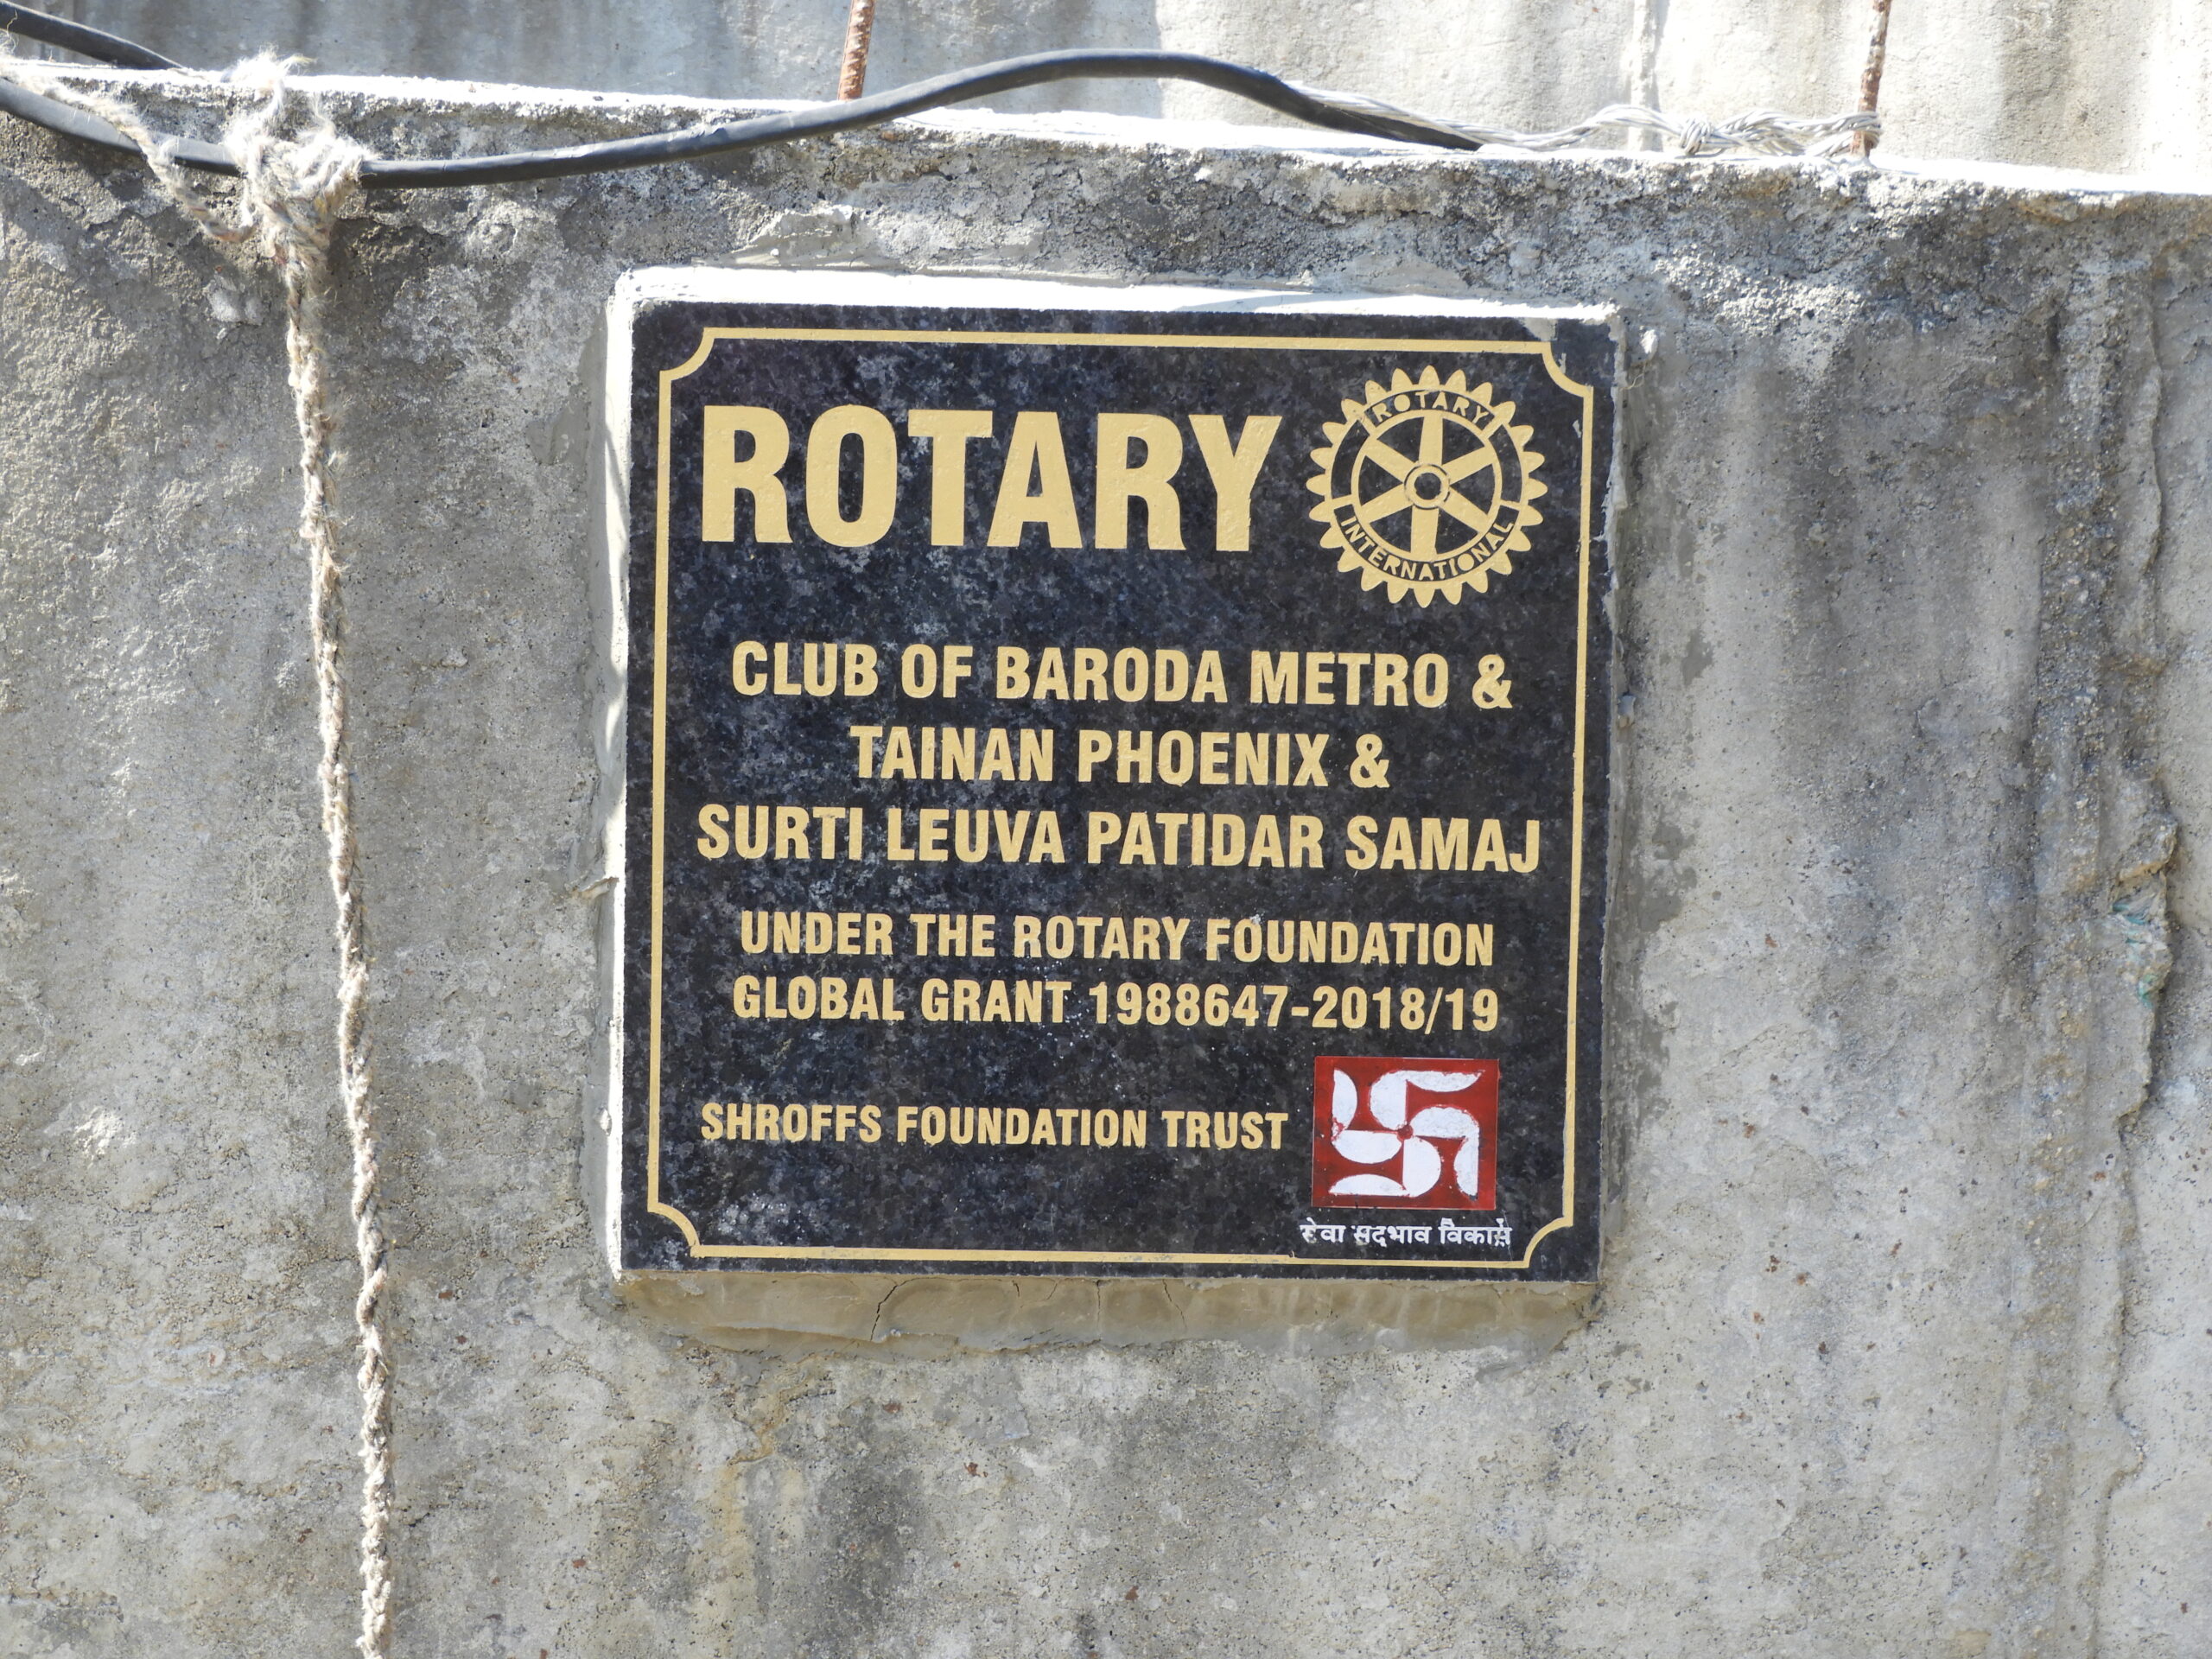 ROTARY
ROTARY
INTERNATIONAL
CLUB OF BARODA METRO &
TAINAN PHOENIX &
SURTI LEUVA PATIDAR SAMAJ
UNDER THE ROTARY FOUNDATION
GLOBAL GRANT 1988647-2018/19
SHROFFS FOUNDATION TRUST
सेवा सदभाव विकास